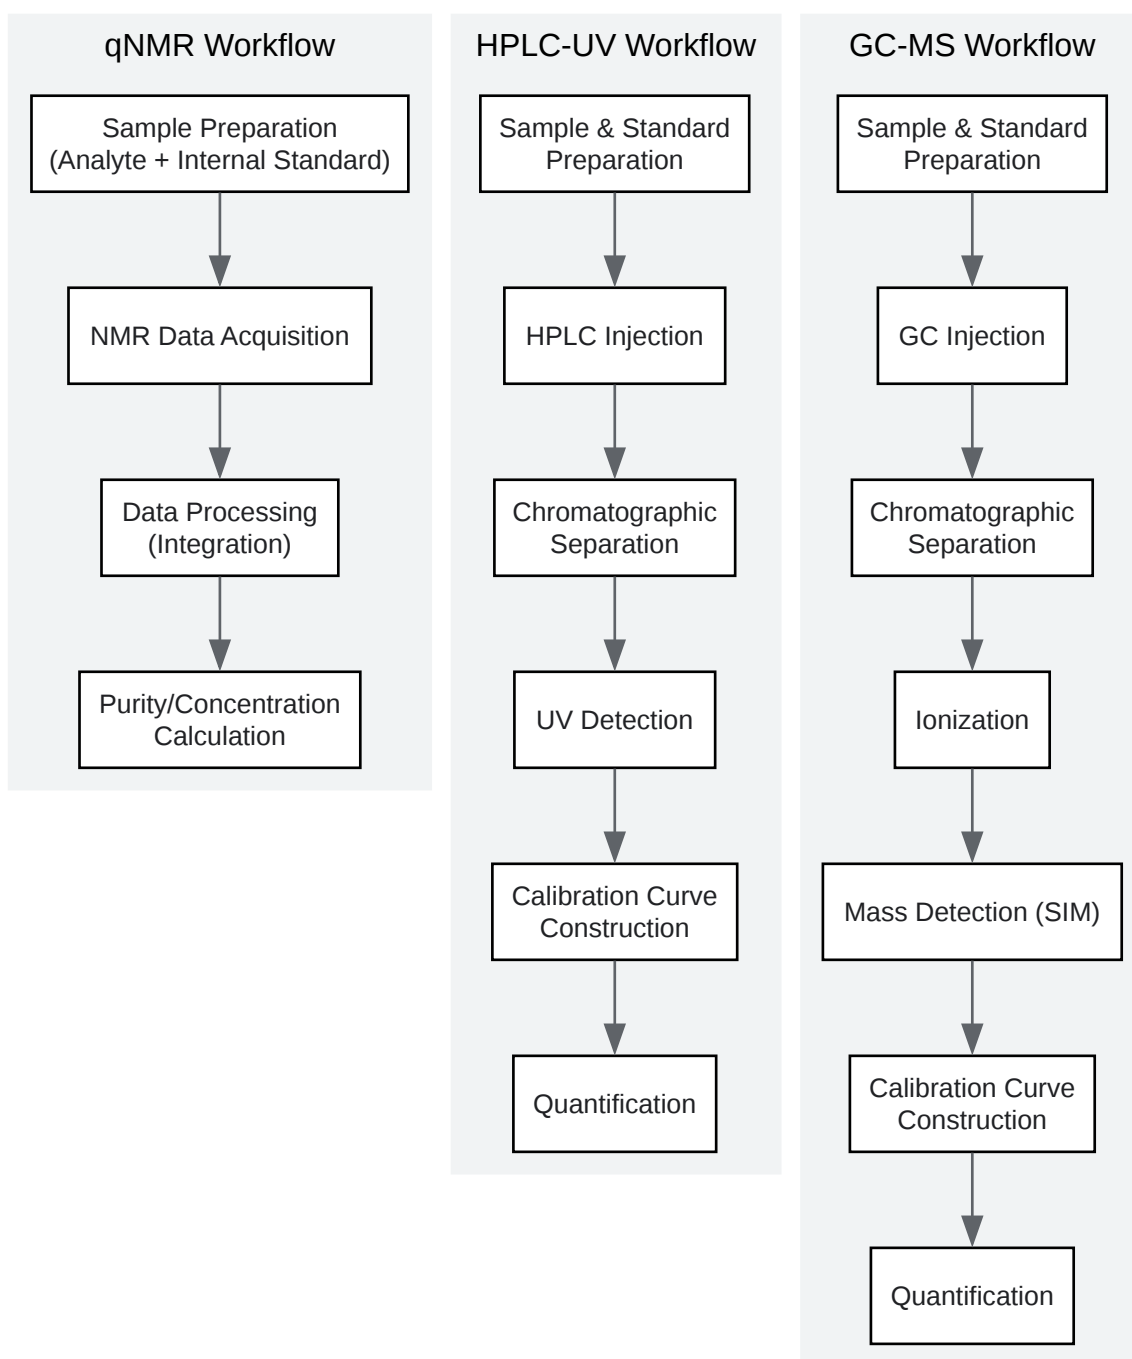 qNMR Workflow
Sample Preparation
(Analyte + Internal Standard)
NMR Data Acquisition
Data Processing
(Integration)
Purity/Concentration
Calculation
HPLC-UV Workflow
Sample & Standard
Preparation
HPLC Injection
Chromatographic
Separation
UV Detection
Calibration Curve
Construction
Quantification
GC-MS Workflow
Sample & Standard
Preparation
GC Injection
Chromatographic
Separation
Ionization
Mass Detection (SIM)
Calibration Curve
Construction
Quantification